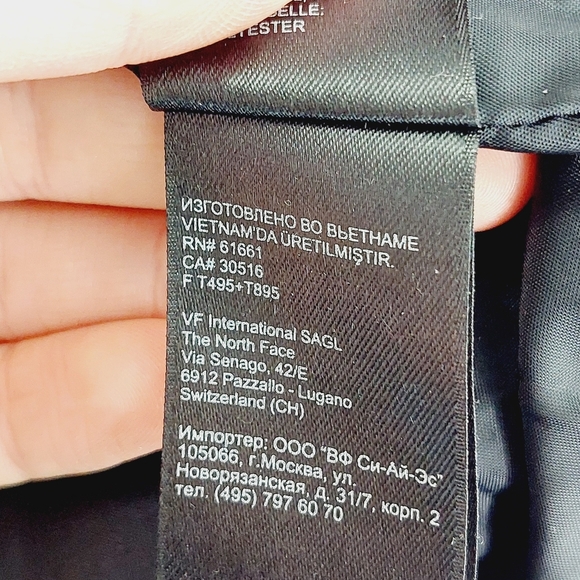 ELLE:
ИЗГОТОВЛЕНО ВО ВЬЕТНАМЕ
VIETNAM'DA ÜRETILMIŞTIR.
RN# 61661
CA# 30516
F T495+T895
VF International SAGL
The North Face
Via Senago, 42/E
6912 Pazzallo - Lugano
Switzerland (CH)
Импортер: ООО "ВФ Си-Ай-Эс"
105066, г.Москва, ул.
Новорязанская, д. 31/7, корп. 2
тел. (495) 797 60 70